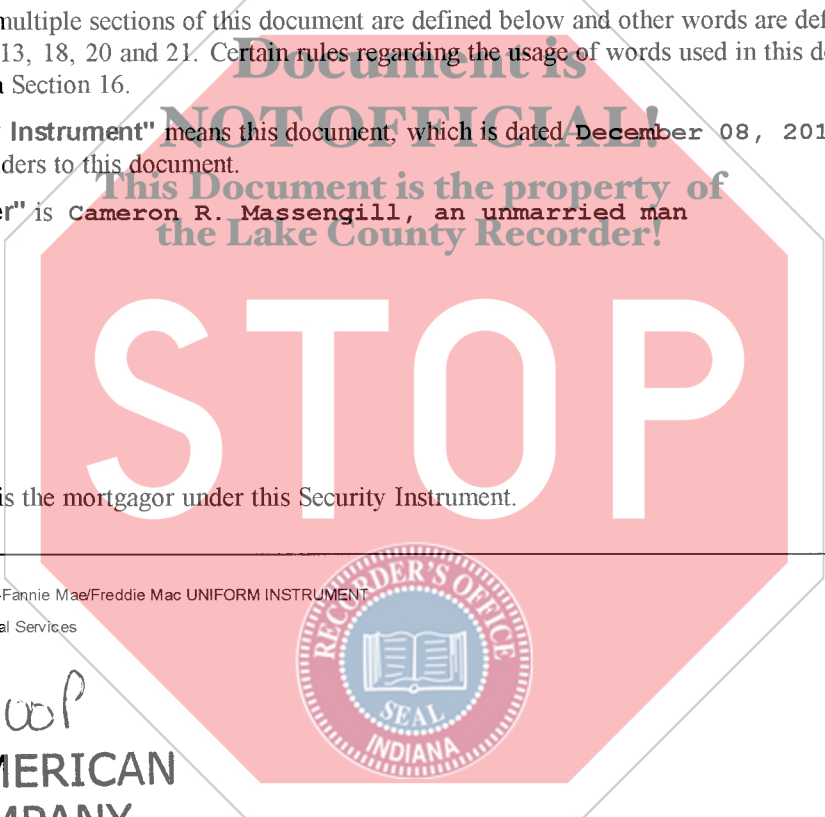 multiple sections of this document are defined below and other words are def
13, 18, 20 and 21. Certain rules regarding the usage of words used in this do
Section 16.
Document is
NOT OFFICIAL!
This Document is the property of
the Lake County Recorder!
Instrument" means this document, which is dated December 08, 201
ders to this document.
er" is Cameron R. Massengill, an unmarried man
STOP
is the mortgagor under this Security Instrument.
-Fannie Mae/Freddie Mac UNIFORM INSTRUMENT
al Services
RECORDER'S OFFICE
SEAL
INDIANA
MERICAN
MPANY